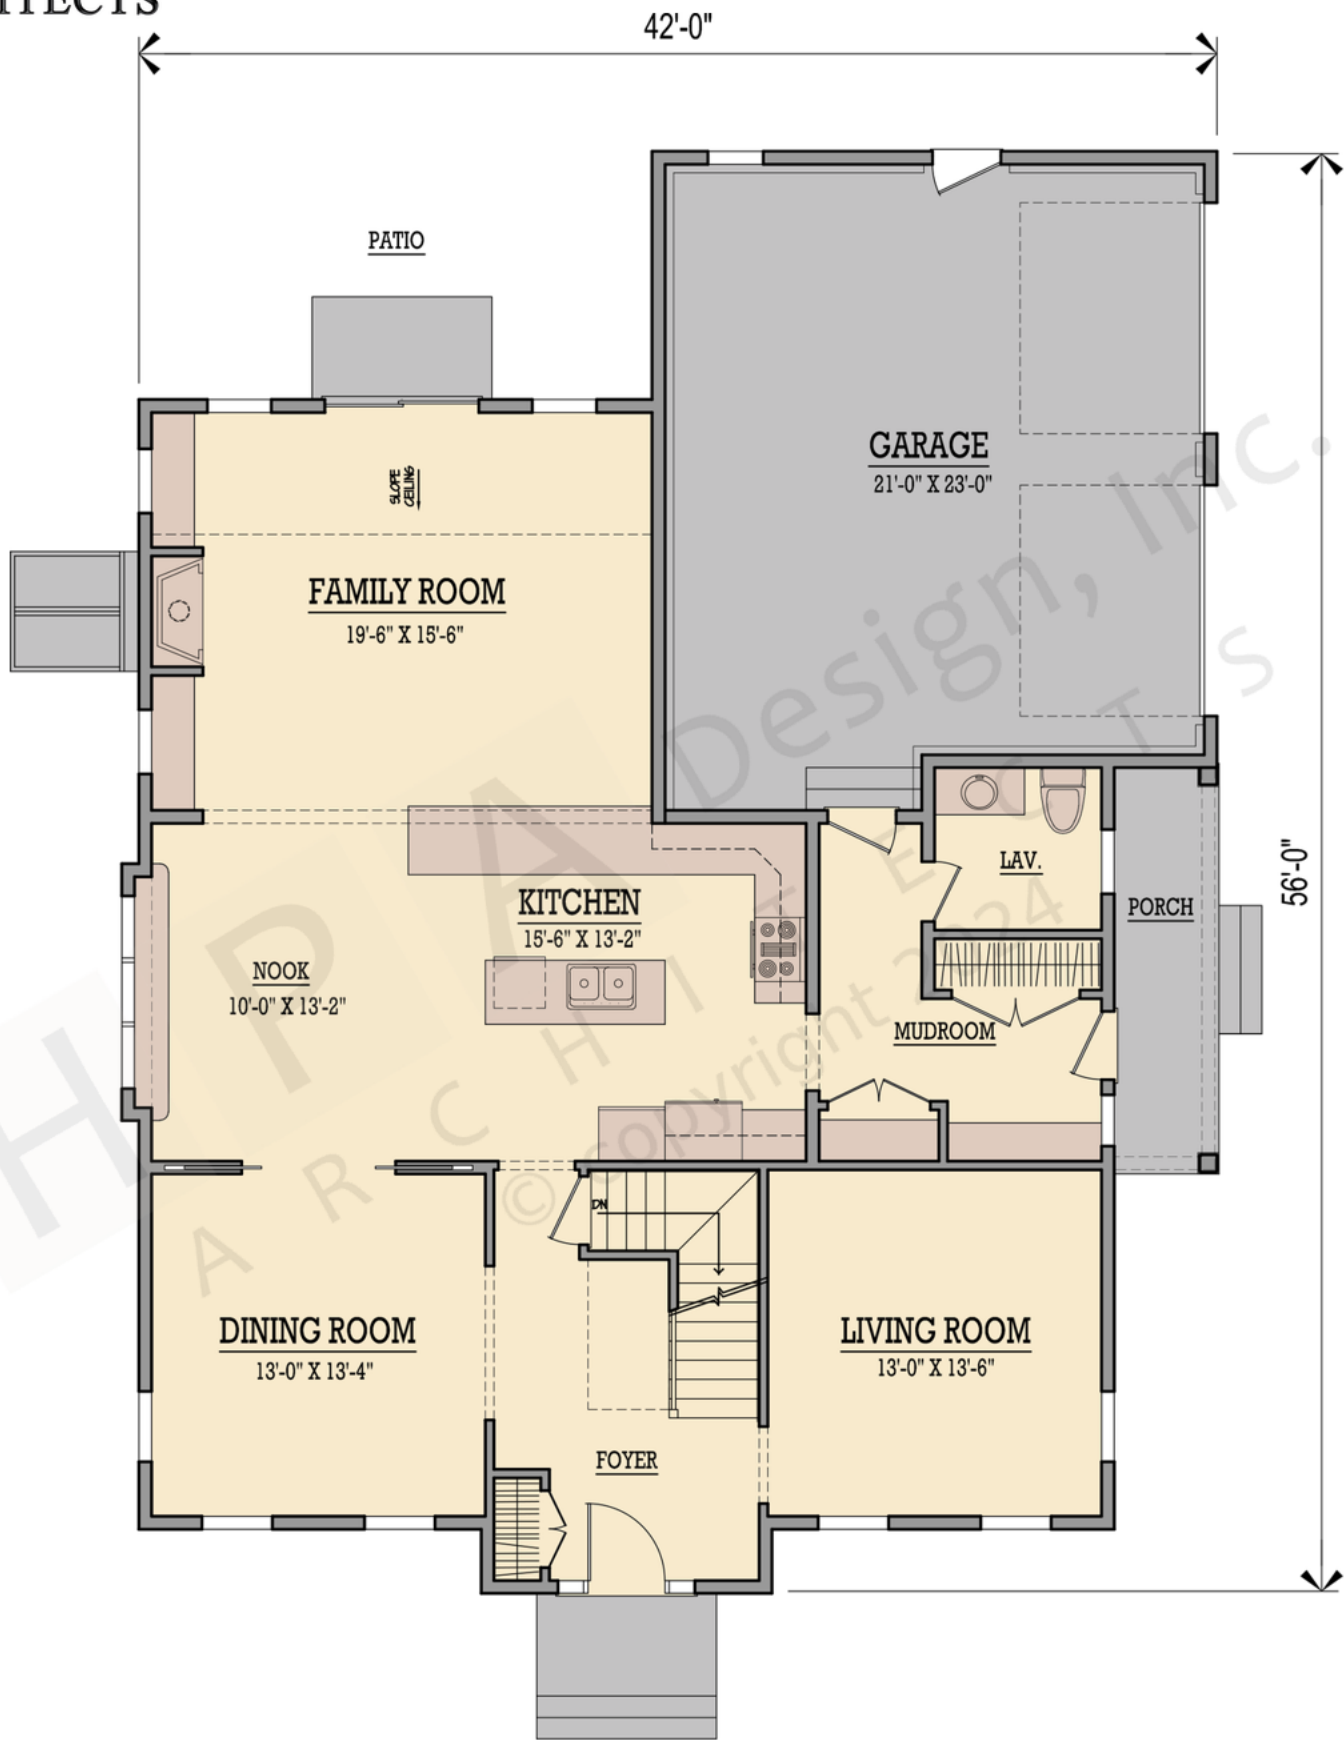 42'-0"
PATIO
GARAGE
21'-0" X 23'-0"
SLOPE
CEILING
FAMILY ROOM
19'-6" X 15'-6"
LAV.
56'-0"
KITCHEN
15'-6" X 13'-2"
PORCH
NOOK
10'-0" X 13'-2"
MUDROOM
DN
DINING ROOM
13'-0" X 13'-4"
LIVING ROOM
13'-0" X 13'-6"
FOYER
HPA Design, Inc.
ARCHITECTS
© copyright 2024